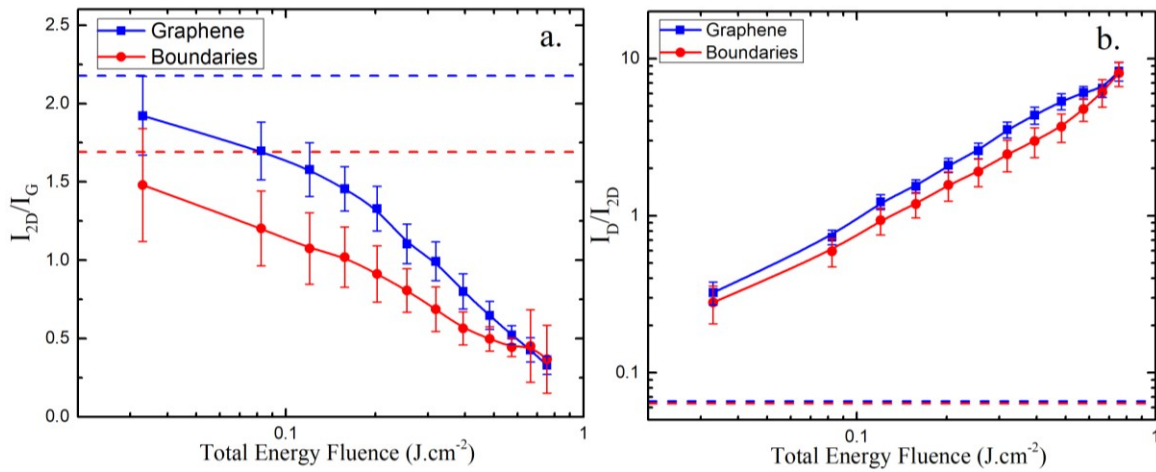 2.5
2.0
1.5
1.0
0.5
0.0
I2D/IG
Graphene
Boundaries
a.
0.1
1
Total Energy Fluence (J.cm-2)
10
1
0.1
ID/I2D
Graphene
Boundaries
b.
0.1
1
Total Energy Fluence (J.cm-2)